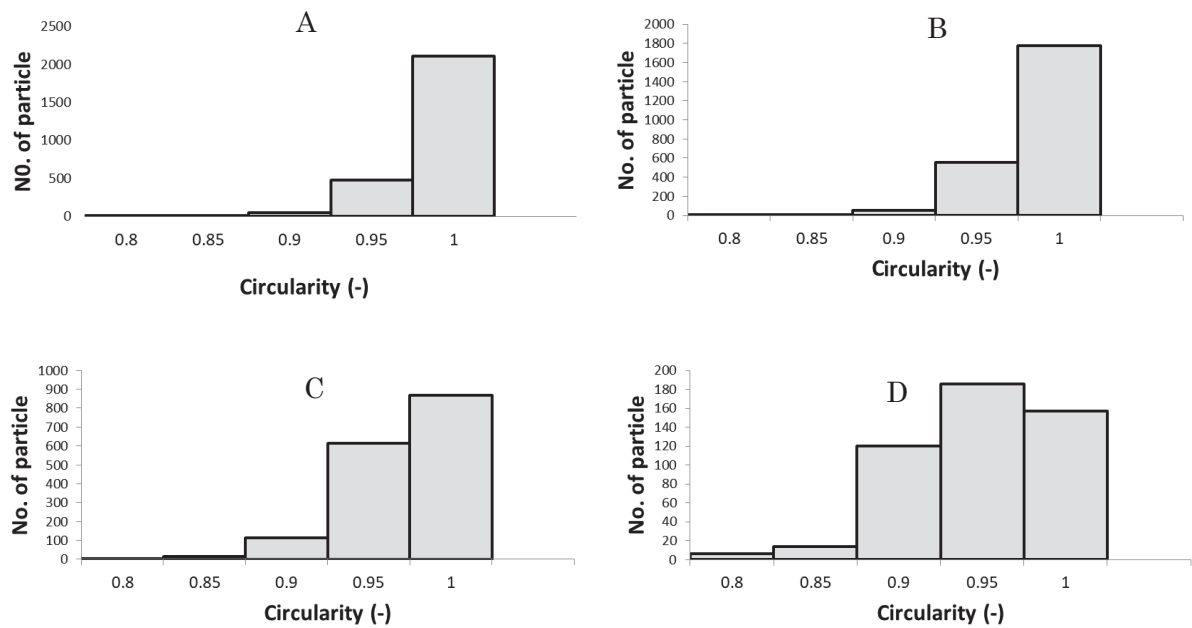 A
2500
2000
1500
1000
500
0
N0. of particle
0.8 0.85 0.9 0.95 1
Circularity (-)
B
2000
1800
1600
1400
1200
1000
800
600
400
200
0
No. of particle
0.8 0.85 0.9 0.95 1
Circularity (-)
C
1000
900
800
700
600
500
400
300
200
100
0
No. of particle
0.8 0.85 0.9 0.95 1
Circularity (-)
D
200
180
160
140
120
100
80
60
40
20
0
No. of particle
0.8 0.85 0.9 0.95 1
Circularity (-)